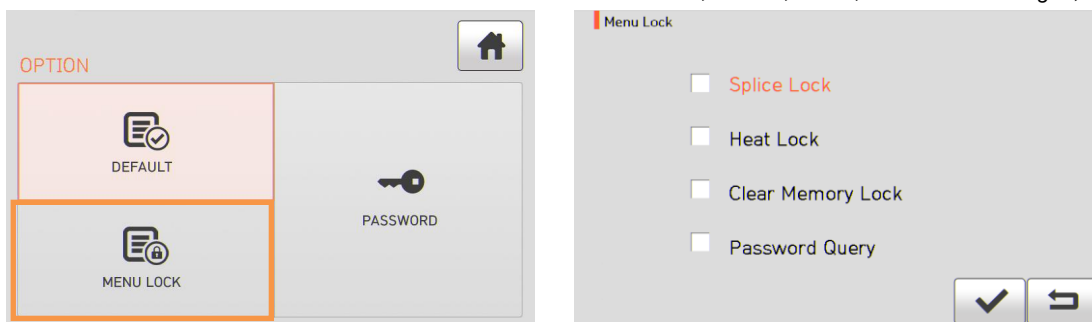 OPTION
DEFAULT
PASSWORD
MENU LOCK
Menu Lock
Splice Lock
Heat Lock
Clear Memory Lock
Password Query